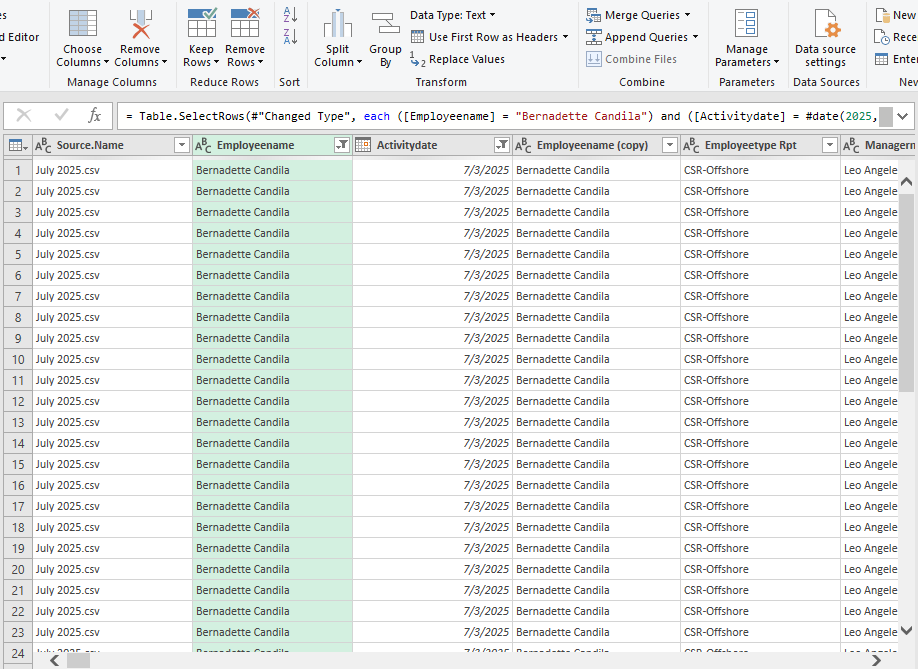 es
d Editor
Choose Columns
Remove Columns
Manage Columns
Keep Rows
Remove Rows
Reduce Rows
A Z
Z A
Sort
Split Column
Group By
Data Type: Text
Use First Row as Headers
1 2 Replace Values
Transform
Merge Queries
Append Queries
Combine Files
Combine
Manage Parameters
Parameters
Data source settings
Data Sources
New
Rece
Enter
New
fx = Table.SelectRows(#"Changed Type", each ([Employeename] = "Bernadette Candila") and ([Activitydate] = #date(2025,
ABC Source.Name ABC Employeename Activitydate ABC Employeename (copy) ABC Employeetype Rpt ABC Managerm
1 July 2025.csv Bernadette Candila 7/3/2025 Bernadette Candila CSR-Offshore Leo Angele
2 July 2025.csv Bernadette Candila 7/3/2025 Bernadette Candila CSR-Offshore Leo Angele
3 July 2025.csv Bernadette Candila 7/3/2025 Bernadette Candila CSR-Offshore Leo Angele
4 July 2025.csv Bernadette Candila 7/3/2025 Bernadette Candila CSR-Offshore Leo Angele
5 July 2025.csv Bernadette Candila 7/3/2025 Bernadette Candila CSR-Offshore Leo Angele
6 July 2025.csv Bernadette Candila 7/3/2025 Bernadette Candila CSR-Offshore Leo Angele
7 July 2025.csv Bernadette Candila 7/3/2025 Bernadette Candila CSR-Offshore Leo Angele
8 July 2025.csv Bernadette Candila 7/3/2025 Bernadette Candila CSR-Offshore Leo Angele
9 July 2025.csv Bernadette Candila 7/3/2025 Bernadette Candila CSR-Offshore Leo Angele
10 July 2025.csv Bernadette Candila 7/3/2025 Bernadette Candila CSR-Offshore Leo Angele
11 July 2025.csv Bernadette Candila 7/3/2025 Bernadette Candila CSR-Offshore Leo Angele
12 July 2025.csv Bernadette Candila 7/3/2025 Bernadette Candila CSR-Offshore Leo Angele
13 July 2025.csv Bernadette Candila 7/3/2025 Bernadette Candila CSR-Offshore Leo Angele
14 July 2025.csv Bernadette Candila 7/3/2025 Bernadette Candila CSR-Offshore Leo Angele
15 July 2025.csv Bernadette Candila 7/3/2025 Bernadette Candila CSR-Offshore Leo Angele
16 July 2025.csv Bernadette Candila 7/3/2025 Bernadette Candila CSR-Offshore Leo Angele
17 July 2025.csv Bernadette Candila 7/3/2025 Bernadette Candila CSR-Offshore Leo Angele
18 July 2025.csv Bernadette Candila 7/3/2025 Bernadette Candila CSR-Offshore Leo Angele
19 July 2025.csv Bernadette Candila 7/3/2025 Bernadette Candila CSR-Offshore Leo Angele
20 July 2025.csv Bernadette Candila 7/3/2025 Bernadette Candila CSR-Offshore Leo Angele
21 July 2025.csv Bernadette Candila 7/3/2025 Bernadette Candila CSR-Offshore Leo Angele
22 July 2025.csv Bernadette Candila 7/3/2025 Bernadette Candila CSR-Offshore Leo Angele
23 July 2025.csv Bernadette Candila 7/3/2025 Bernadette Candila CSR-Offshore Leo Angele
24